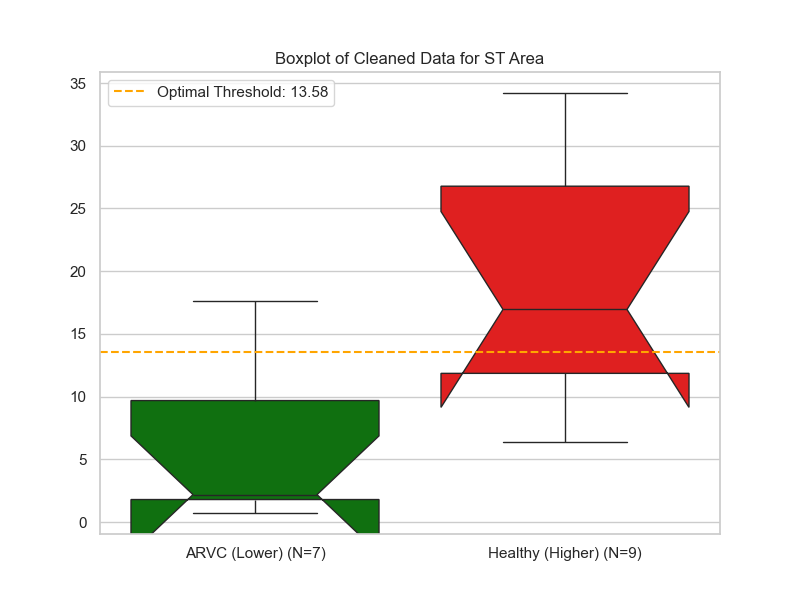 Boxplot of Cleaned Data for ST Area
Optimal Threshold: 13.58
35
30
25
20
15
10
5
0
ARVC (Lower) (N=7)
Healthy (Higher) (N=9)